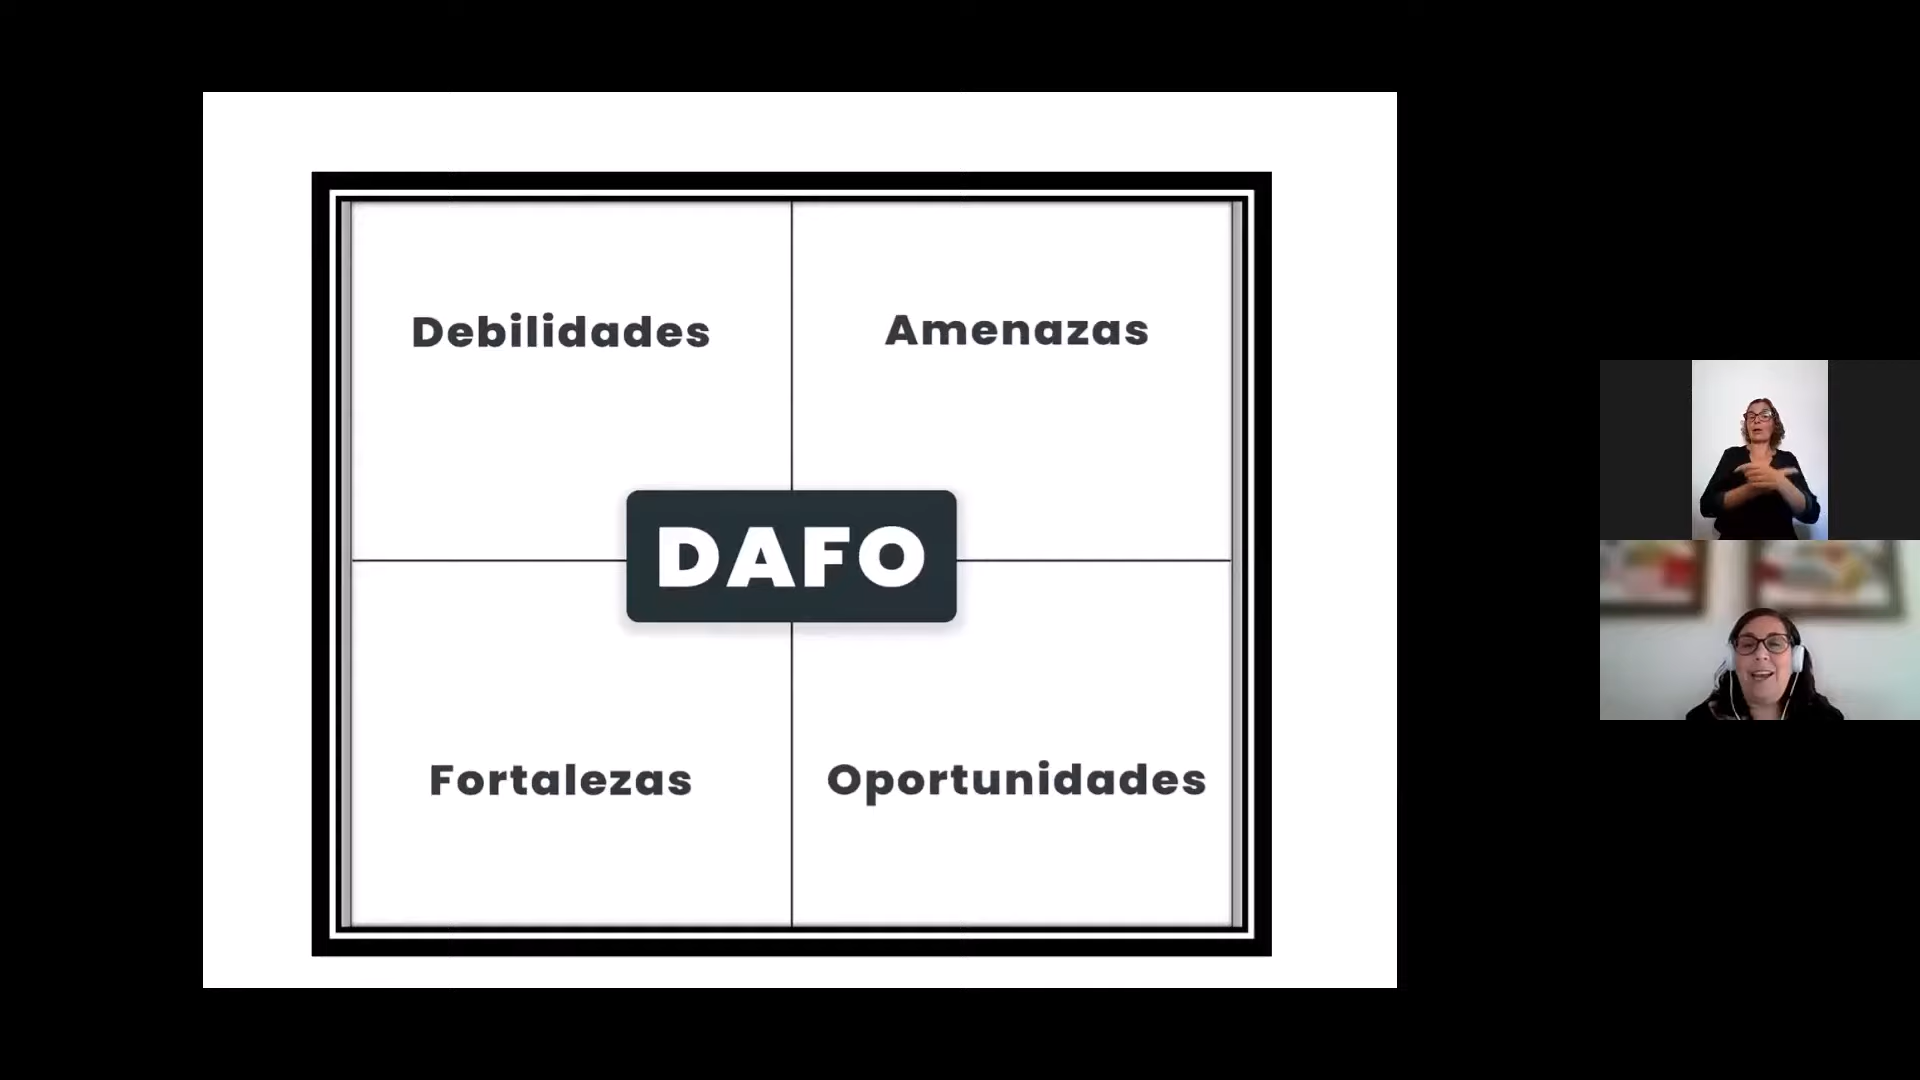 Debilidades
Amenazas
DAFO
Fortalezas
Oportunidades